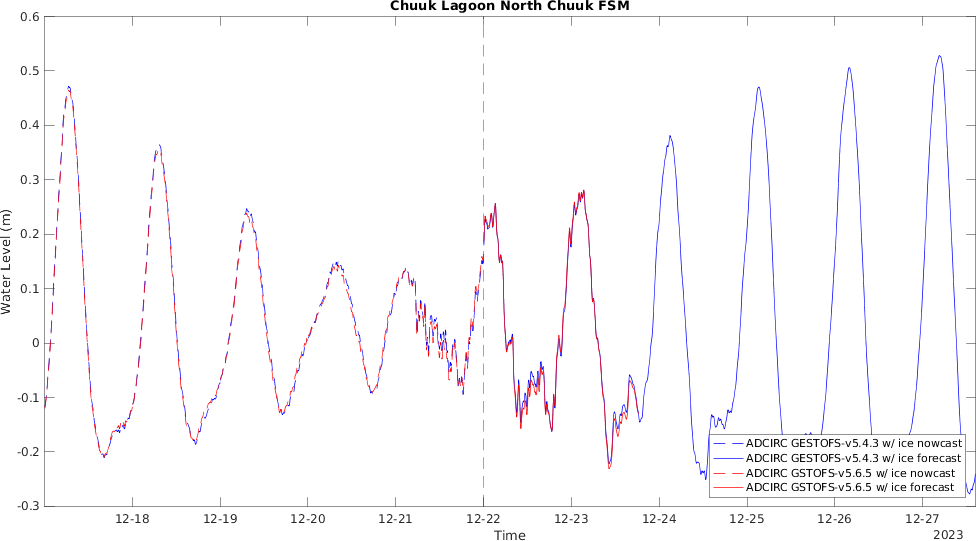 Chuuk Lagoon North Chuuk FSM
0.6
0.5
0.4
0.3
0.2
0.1
0
-0.1
-0.2
-0.3
Water Level (m)
ADCIRC GESTOFS-v5.4.3 w/ ice nowcast
ADCIRC GESTOFS-v5.4.3 w/ ice forecast
ADCIRC GSTOFS-v5.6.5 w/ ice nowcast
ADCIRC GSTOFS-v5.6.5 w/ ice forecast
12-18 12-19 12-20 12-21 12-22 12-23 12-24 12-25 12-26 12-27
Time
2023